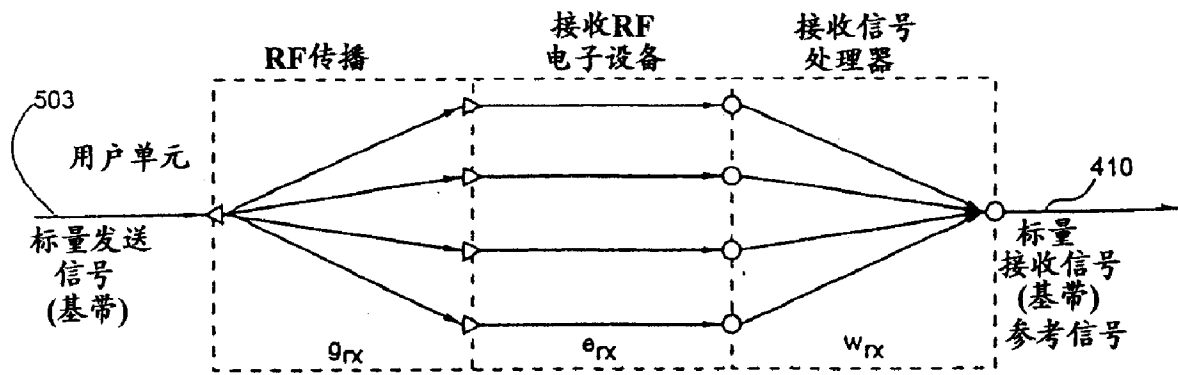 RF传播
接收RF
电子设备
接收信号
处理器
503
用户单元
标量发送
信号
(基带)
410
标量
接收信号
(基带)
参考信号
grx
erx
wrx